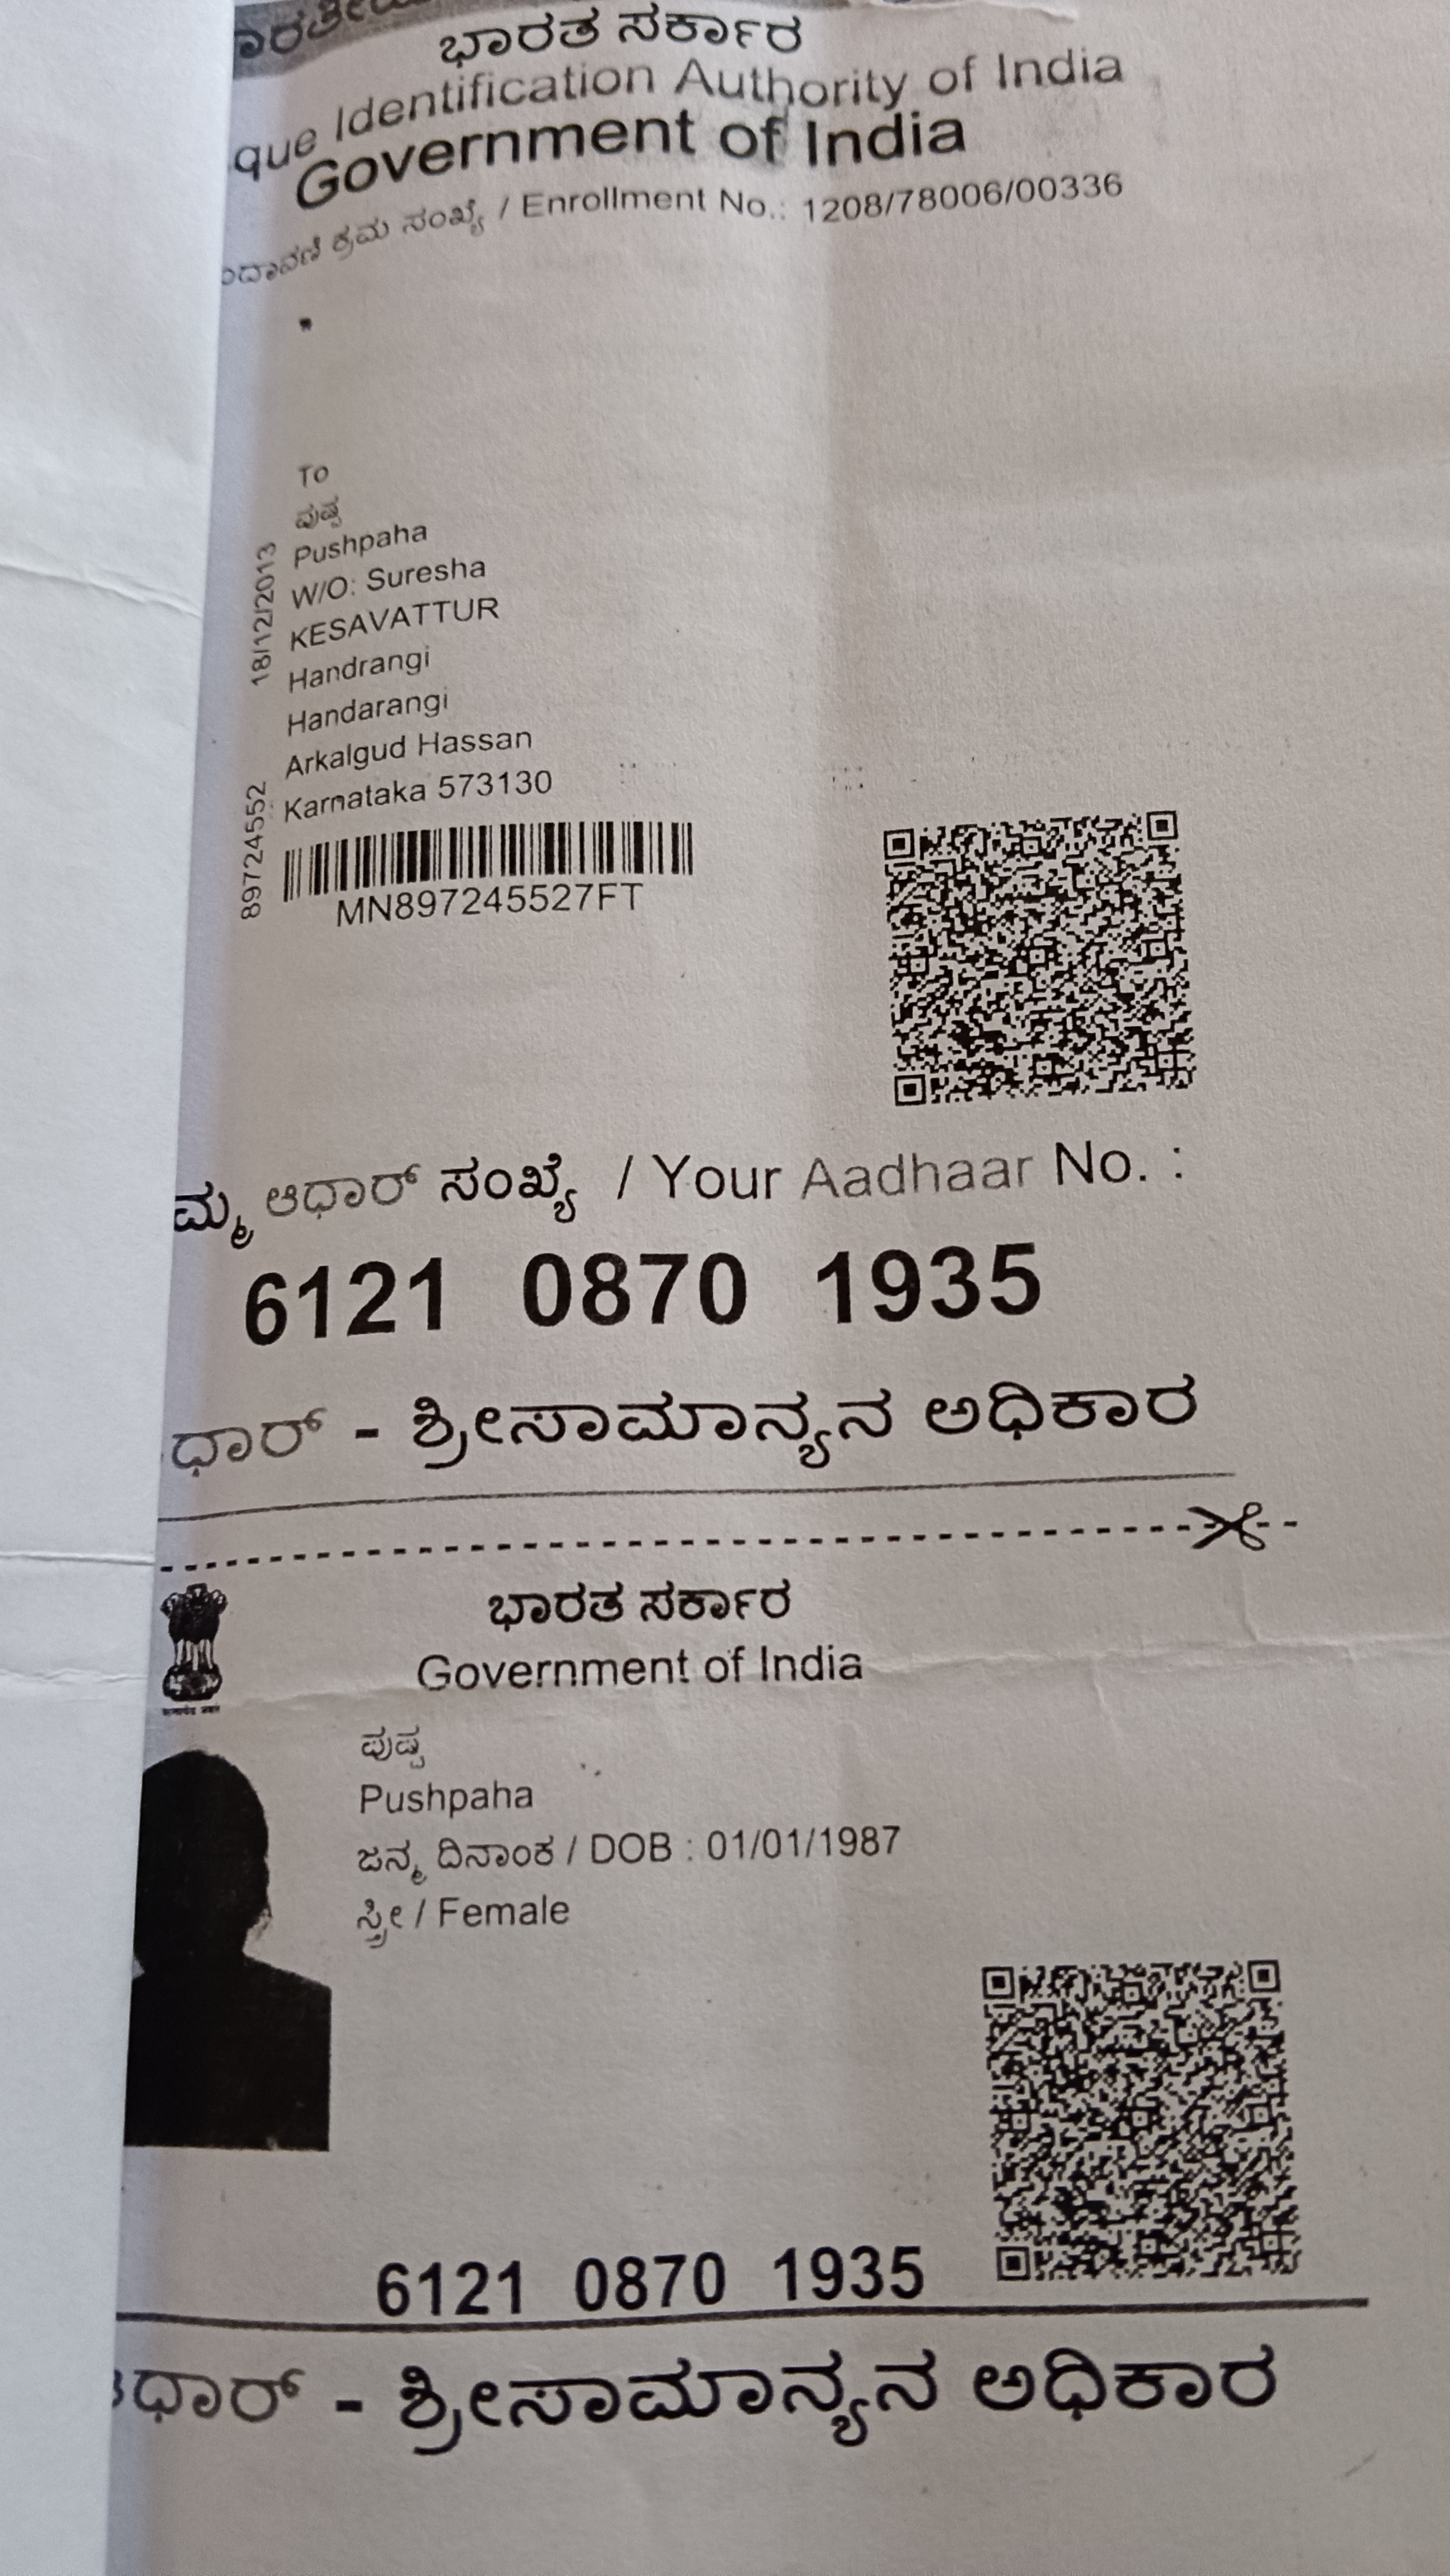 ಭಾರತ ಸರ್ಕಾರ
que Identification Authority of India
Government of India
ಕ್ರಮ ಸಂಖ್ಯೆ / Enrollment No.: 1208/78006/00336
To
ಪುಷ್ಪ
Pushpaha
W/O: Suresha
KESAVATTUR
Handrangi
Handarangi
Arkalgud Hassan
Karnataka 573130
18/12/2013
89724552
MN897245527FT
ಮ್ಮ ಆಧಾರ್ ಸಂಖ್ಯೆ / Your Aadhaar No. :
6121 0870 1935
ಧಾರ್ - ಶ್ರೀಸಾಮಾನ್ಯನ ಅಧಿಕಾರ
ಭಾರತ ಸರ್ಕಾರ
Government of India
ಪುಷ್ಪ
Pushpaha
ಜನ್ಮ ದಿನಾಂಕ / DOB : 01/01/1987
ಸ್ತ್ರೀ / Female
6121 0870 1935
ಧಾರ್ - ಶ್ರೀಸಾಮಾನ್ಯನ ಅಧಿಕಾರ